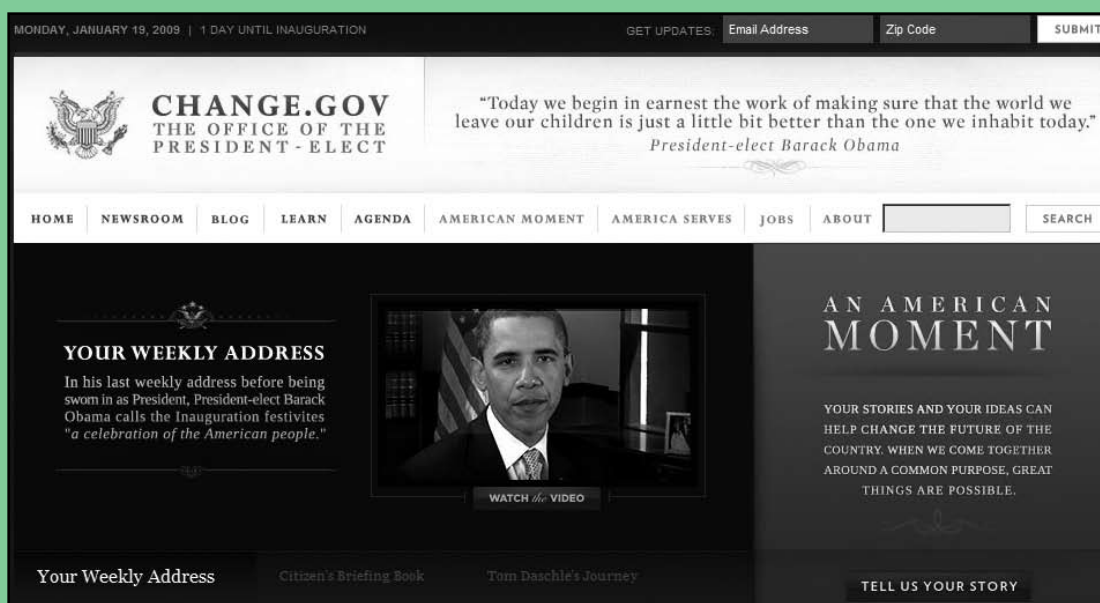 MONDAY, JANUARY 19, 2009 | 1 DAY UNTIL INAUGURATION
GET UPDATES: Email Address Zip Code SUBMIT
CHANGE.GOV
THE OFFICE OF THE
PRESIDENT-ELECT
“Today we begin in earnest the work of making sure that the world we
leave our children is just a little bit better than the one we inhabit today.”
President-elect Barack Obama
HOME NEWSROOM BLOG LEARN AGENDA AMERICAN MOMENT AMERICA SERVES JOBS ABOUT SEARCH
YOUR WEEKLY ADDRESS
In his last weekly address before being
sworn in as President, President-elect Barack
Obama calls the Inauguration festivites
"a celebration of the American people."
WATCH the VIDEO
AN AMERICAN
MOMENT
YOUR STORIES AND YOUR IDEAS CAN
HELP CHANGE THE FUTURE OF THE
COUNTRY. WHEN WE COME TOGETHER
AROUND A COMMON PURPOSE, GREAT
THINGS ARE POSSIBLE.
Your Weekly Address Citizen's Briefing Book Tom Daschle's Journey
TELL US YOUR STORY